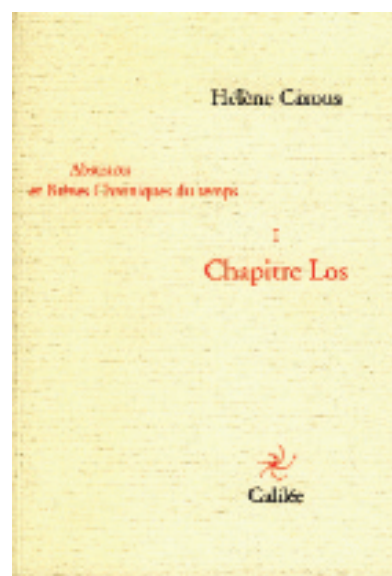 Hélène Cixous
Abstracts
et Brèves Chroniques du temps
I
Chapitre Los
Galilée